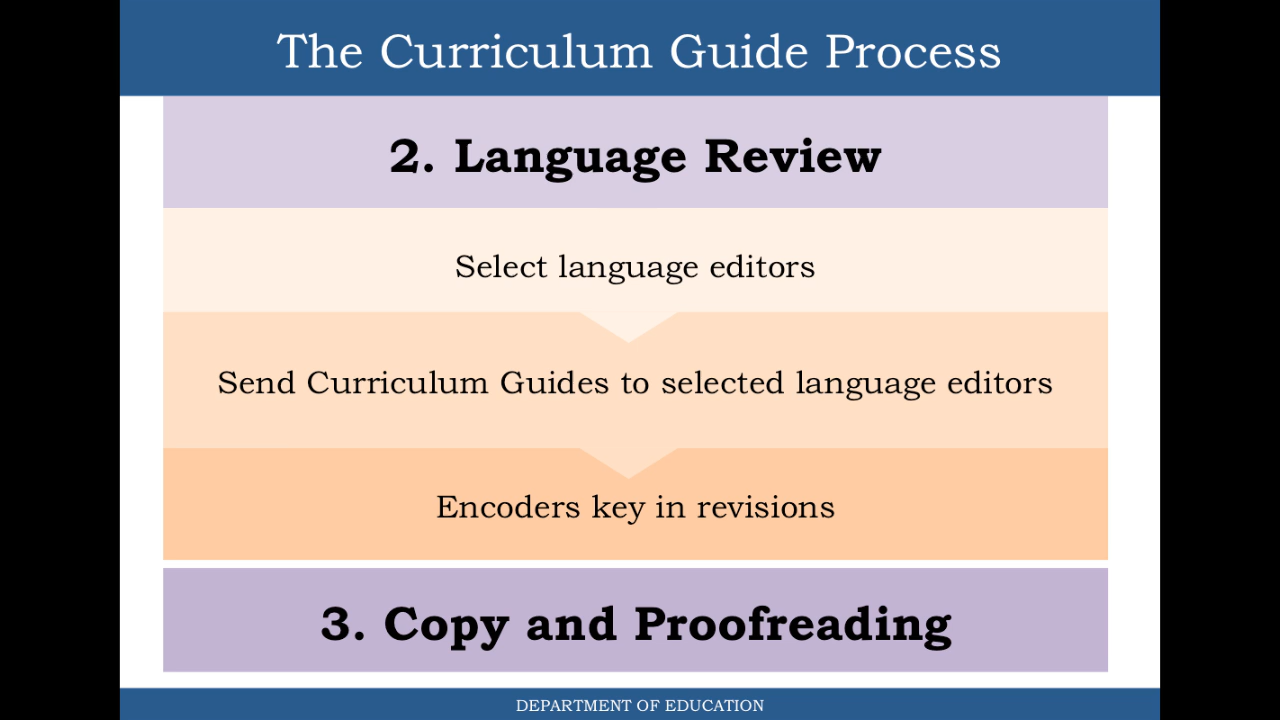 The Curriculum Guide Process
2. Language Review
Select language editors
Send Curriculum Guides to selected language editors
Encoders key in revisions
3. Copy and Proofreading
DEPARTMENT OF EDUCATION